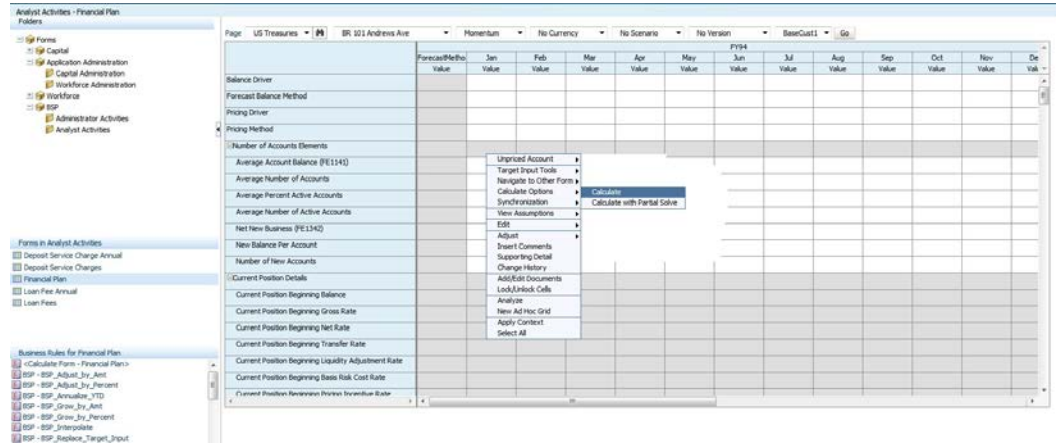 Analyst Activities - Financial Plan
Folders
Forms
Capital
Application Administration
Capital Administration
Workforce Administration
Workforce
BSP
Administrator Activities
Analyst Activities
Forms in Analyst Activities
Deposit Service Charge Annual
Deposit Service Charges
Financial Plan
Loan Fee Annual
Loan Fees
Business Rules for Financial Plan
<Calculate Form - Financial Plan>
BSP - BSP_Adjust_by_Amt
BSP - BSP_Adjust_by_Percent
BSP - BSP_Annualize_YTD
BSP - BSP_Grow_by_Amt
BSP - BSP_Grow_by_Percent
BSP - BSP_Interpolate
BSP - BSP_Replace_Target_Input
Page US Treasuries BR 101 Andrews Ave Momentum No Currency No Scenario No Version BaseCust1 Go
FY94
ForecastMetho Jan Feb Mar Apr May Jun Jul Aug Sep Oct Nov De
Value Value Value Value Value Value Value Value Value Value Value Value Val
Balance Driver
Forecast Balance Method
Pricing Driver
Pricing Method
Number of Accounts Elements
Average Account Balance (FE1141)
Average Number of Accounts
Average Percent Active Accounts
Average Number of Active Accounts
Net New Business (FE1342)
New Balance Per Account
Number of New Accounts
Current Position Details
Current Position Beginning Balance
Current Position Beginning Gross Rate
Current Position Beginning Net Rate
Current Position Beginning Transfer Rate
Current Position Beginning Liquidity Adjustment Rate
Current Position Beginning Basis Risk Cost Rate
Current Position Beginning Pricing Incentive Rate
Unpriced Account
Target Input Tools
Navigate to Other Form
Calculate Options
Synchronization
View Assumptions
Edit
Adjust
Insert Comments
Supporting Detail
Change History
Add/Edit Documents
Lock/Unlock Cells
Analyze
New Ad Hoc Grid
Apply Context
Select All
Calculate
Calculate with Partial Solve